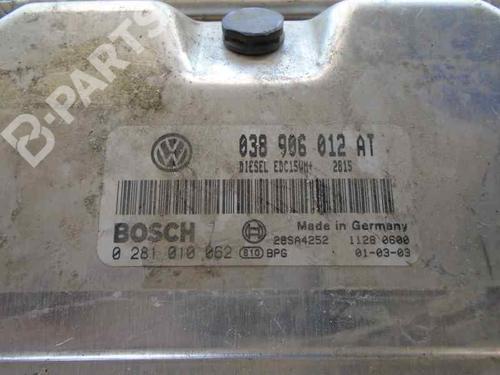 B-PARTS
038 906 012 AT
DIESEL EDC15VM+ 2815
BOSCH
Made in Germany
28SA4252 1128 0600
0 281 010 062 810 BPG 01-03-03